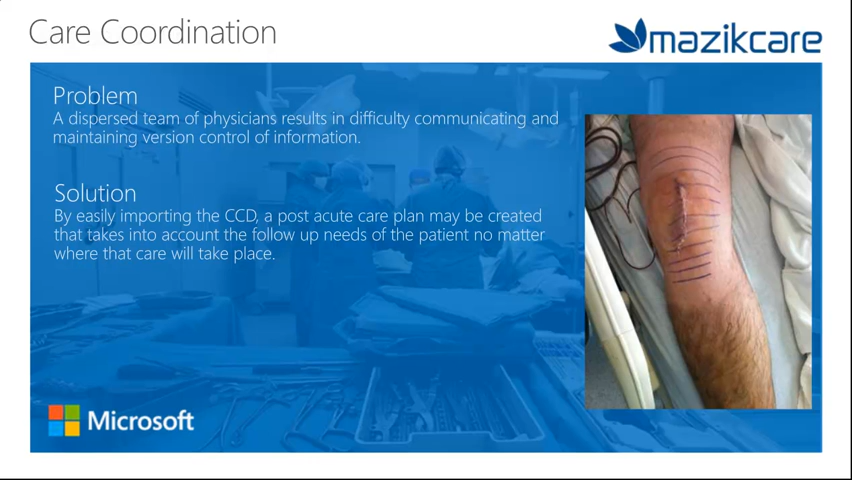 Care Coordination
mazikcare
Problem
A dispersed team of physicians results in difficulty communicating and
maintaining version control of information.
Solution
By easily importing the CCD, a post acute care plan may be created
that takes into account the follow up needs of the patient no matter
where that care will take place.
Microsoft